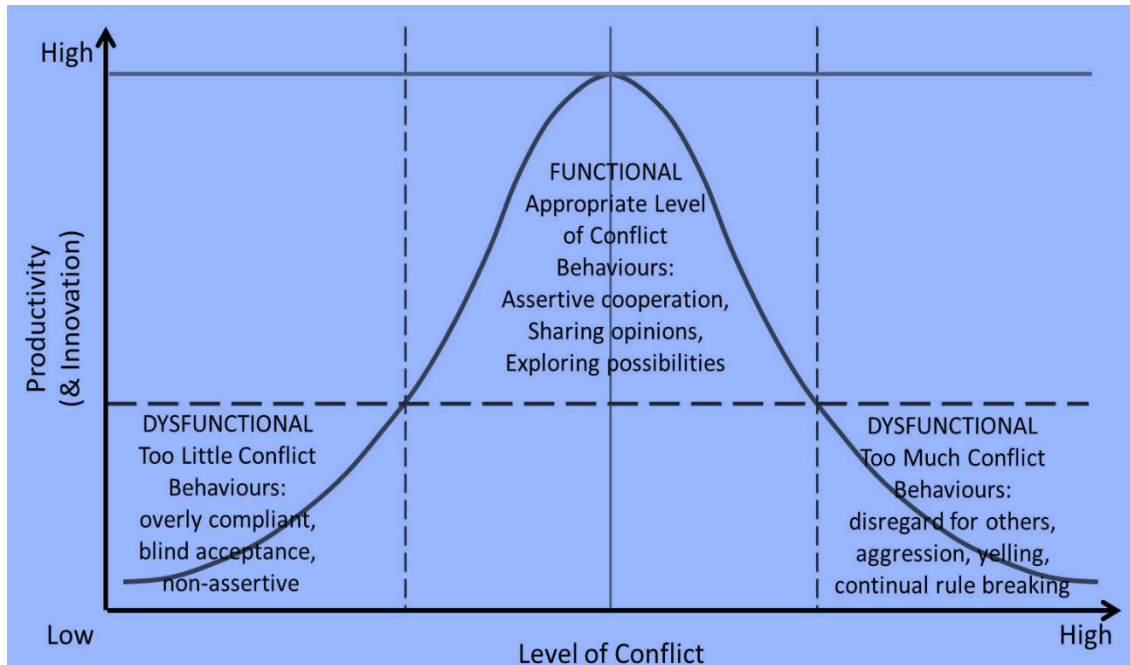 High
Productivity
(& Innovation)
FUNCTIONAL
Appropriate Level
of Conflict
Behaviours:
Assertive cooperation,
Sharing opinions,
Exploring possibilities
DYSFUNCTIONAL
Too Little Conflict
Behaviours:
overly compliant,
blind acceptance,
non-assertive
DYSFUNCTIONAL
Too Much Conflict
Behaviours:
disregard for others,
aggression, yelling,
continual rule breaking
Low
Level of Conflict
High